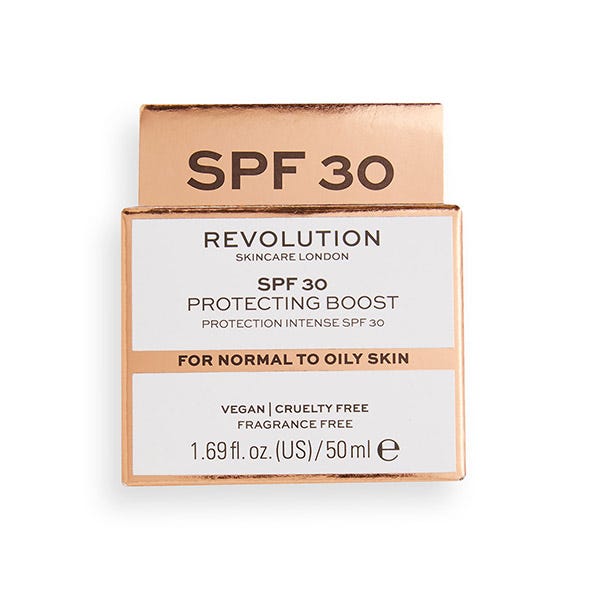 SPF 30
REVOLUTION
SKINCARE LONDON
SPF 30
PROTECTING BOOST
PROTECTION INTENSE SPF 30
FOR NORMAL TO OILY SKIN
VEGAN | CRUELTY FREE
FRAGRANCE FREE
1.69 fl. oz. (US) / 50 ml ℮